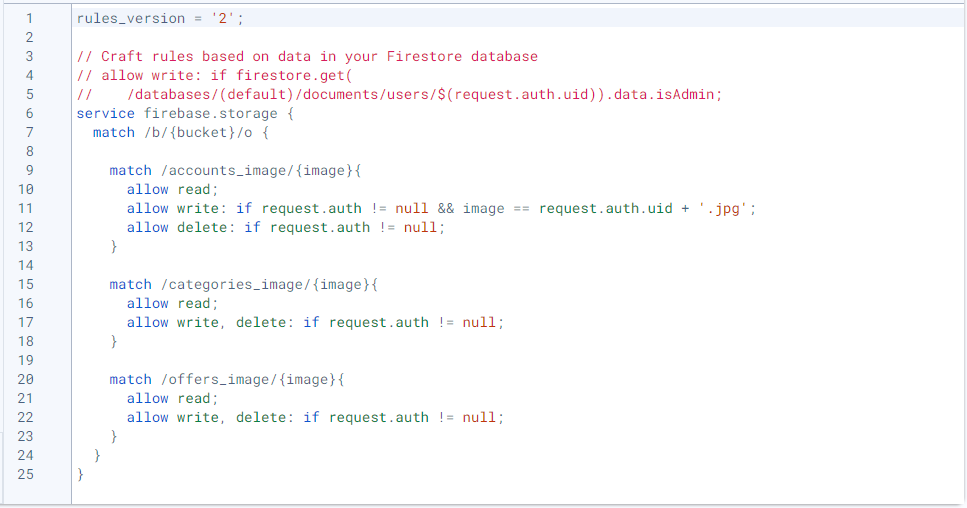 1 rules_version = '2';
2
3 // Craft rules based on data in your Firestore database
4 // allow write: if firestore.get(
5 //    /databases/(default)/documents/users/$(request.auth.uid)).data.isAdmin;
6 service firebase.storage {
7   match /b/{bucket}/o {
8
9     match /accounts_image/{image}{
10       allow read;
11       allow write: if request.auth != null && image == request.auth.uid + '.jpg';
12       allow delete: if request.auth != null;
13     }
14
15     match /categories_image/{image}{
16       allow read;
17       allow write, delete: if request.auth != null;
18     }
19
20     match /offers_image/{image}{
21       allow read;
22       allow write, delete: if request.auth != null;
23     }
24   }
25 }